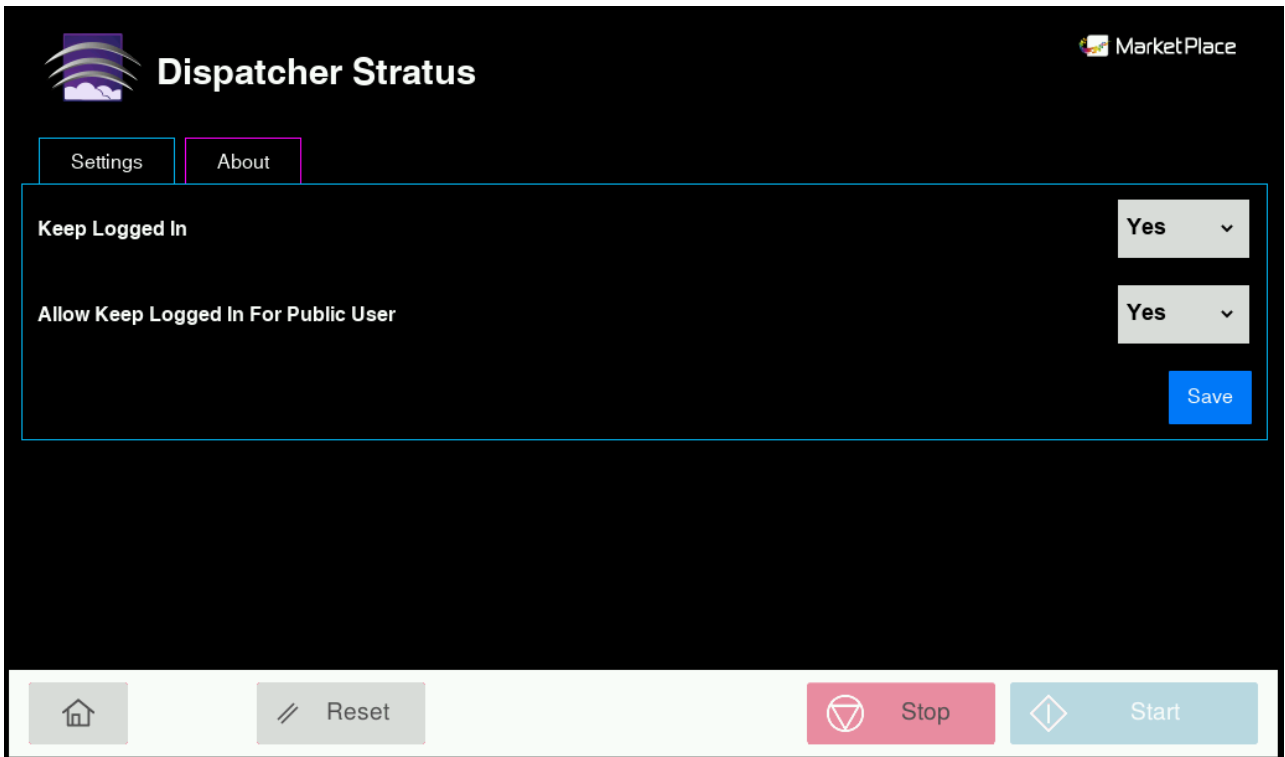 Dispatcher Stratus
MarketPlace
Settings
About
Keep Logged In
Yes
Allow Keep Logged In For Public User
Yes
Save
Reset
Stop
Start